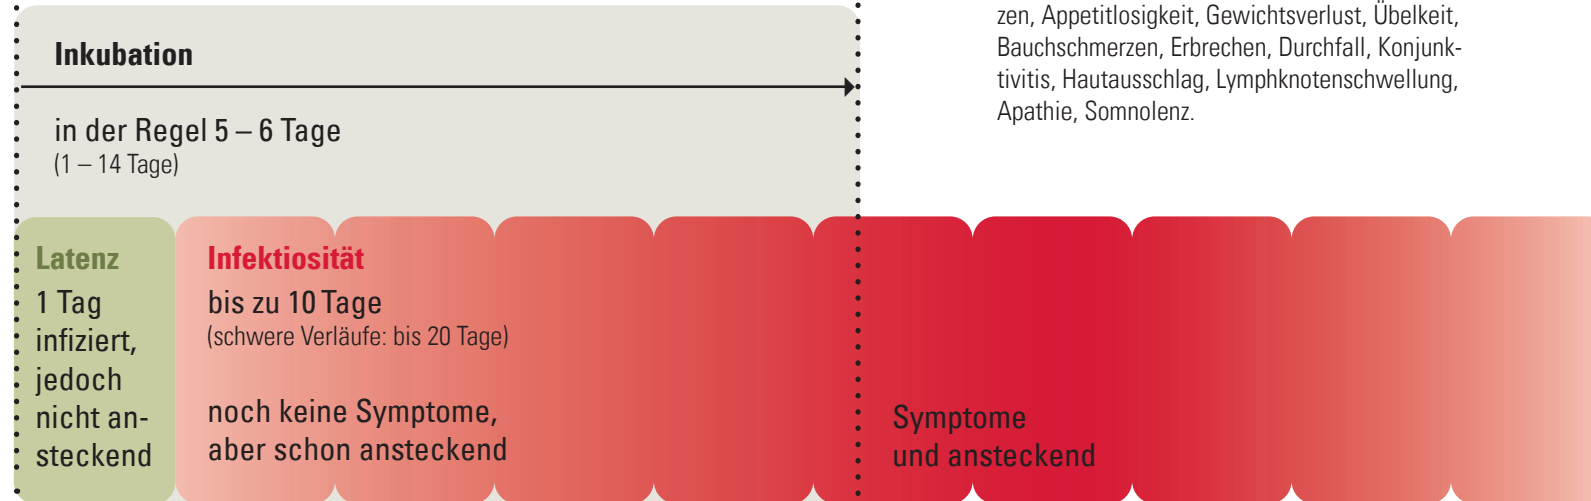 zen, Appetitlosigkeit, Gewichtsverlust, Übelkeit,
Bauchschmerzen, Erbrechen, Durchfall, Konjunk-
tivitis, Hautausschlag, Lymphknotenschwellung,
Apathie, Somnolenz.
Inkubation
in der Regel 5 – 6 Tage
(1 – 14 Tage)
Latenz
1 Tag
infiziert,
jedoch
nicht an-
steckend
Infektiosität
bis zu 10 Tage
(schwere Verläufe: bis 20 Tage)
noch keine Symptome,
aber schon ansteckend
Symptome
und ansteckend